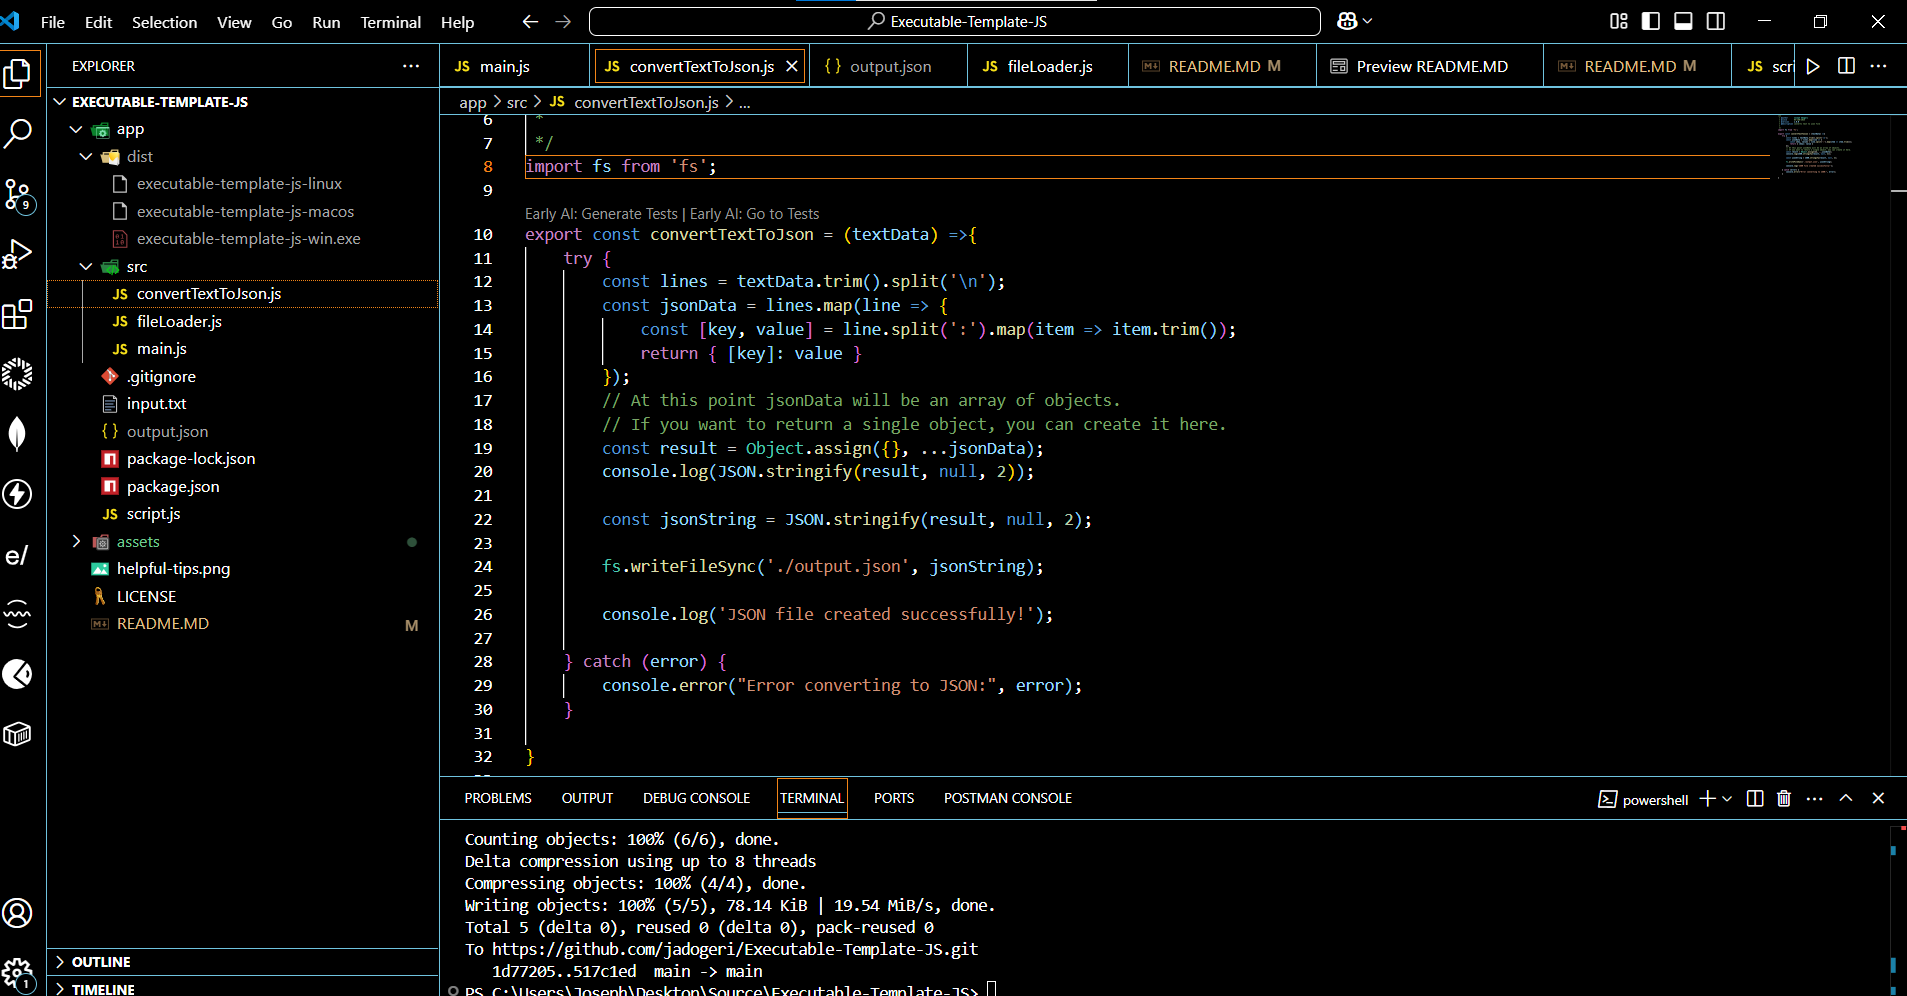 File Edit Selection View Go Run Terminal Help
Executable-Template-JS
EXPLORER
EXECUTABLE-TEMPLATE-JS
app
dist
executable-template-js-linux
executable-template-js-macos
executable-template-js-win.exe
src
JS convertTextToJson.js
JS fileLoader.js
JS main.js
.gitignore
input.txt
{} output.json
package-lock.json
package.json
JS script.js
assets
helpful-tips.png
LICENSE
README.MD M
OUTLINE
TIMELINE
9
e/
1
JS main.js JS convertTextToJson.js {} output.json JS fileLoader.js README.MD M Preview README.MD README.MD M JS scri
app > src > JS convertTextToJson.js > ...
6 *
7 */
8 import fs from 'fs';
9
Early AI: Generate Tests | Early AI: Go to Tests
10 export const convertTextToJson = (textData) =>{
11 try {
12 const lines = textData.trim().split('\n');
13 const jsonData = lines.map(line => {
14 const [key, value] = line.split(':').map(item => item.trim());
15 return { [key]: value }
16 });
17 // At this point jsonData will be an array of objects.
18 // If you want to return a single object, you can create it here.
19 const result = Object.assign({}, ...jsonData);
20 console.log(JSON.stringify(result, null, 2));
21
22 const jsonString = JSON.stringify(result, null, 2);
23
24 fs.writeFileSync('./output.json', jsonString);
25
26 console.log('JSON file created successfully!');
27
28 } catch (error) {
29 console.error("Error converting to JSON:", error);
30 }
31
32 }
PROBLEMS OUTPUT DEBUG CONSOLE TERMINAL PORTS POSTMAN CONSOLE
powershell
Counting objects: 100% (6/6), done.
Delta compression using up to 8 threads
Compressing objects: 100% (4/4), done.
Writing objects: 100% (5/5), 78.14 KiB | 19.54 MiB/s, done.
Total 5 (delta 0), reused 0 (delta 0), pack-reused 0
To https://github.com/jadogeri/Executable-Template-JS.git
1d77205..517c1ed main -> main
PS C:\Users\Joseph\Desktop\Source\Executable-Template-JS>